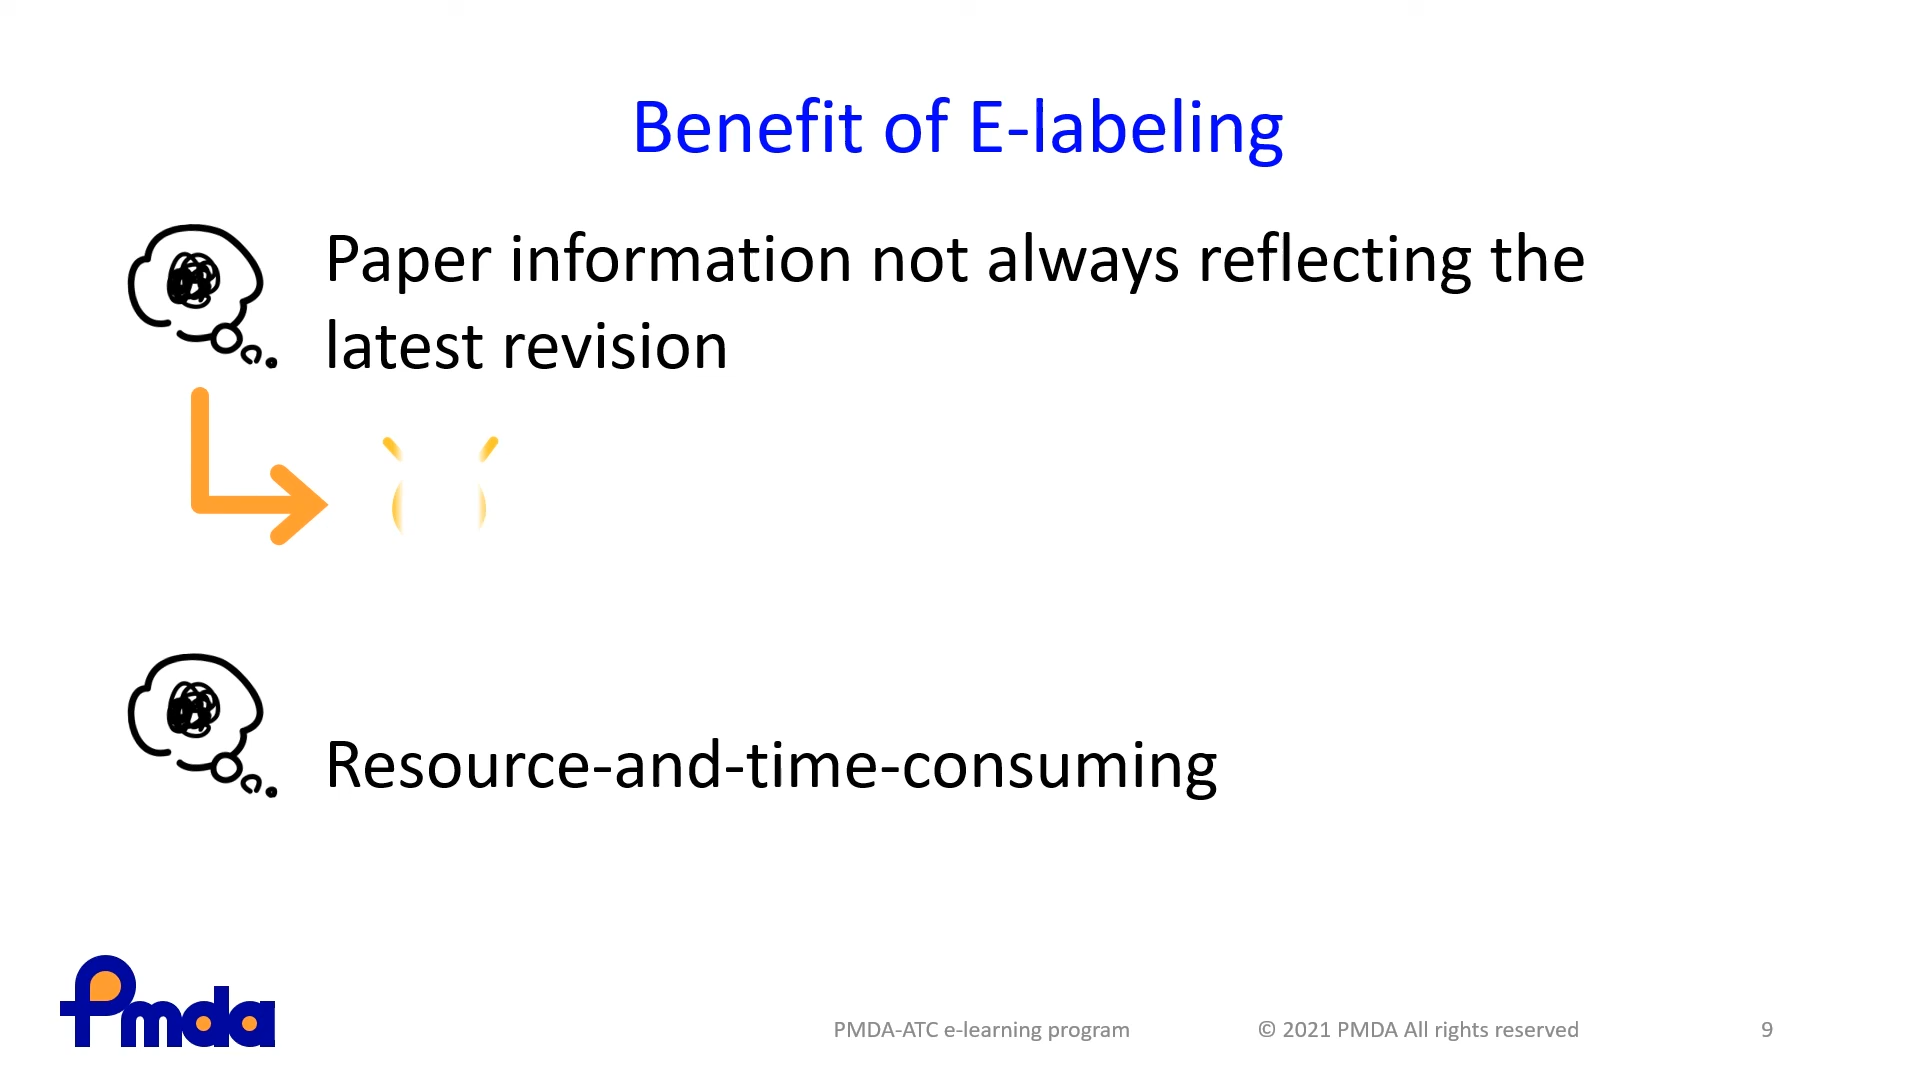 Benefit of E-labeling
Paper information not always reflecting the
latest revision
Resource-and-time-consuming
Pmda
PMDA-ATC e-learning program
© 2021 PMDA All rights reserved
9